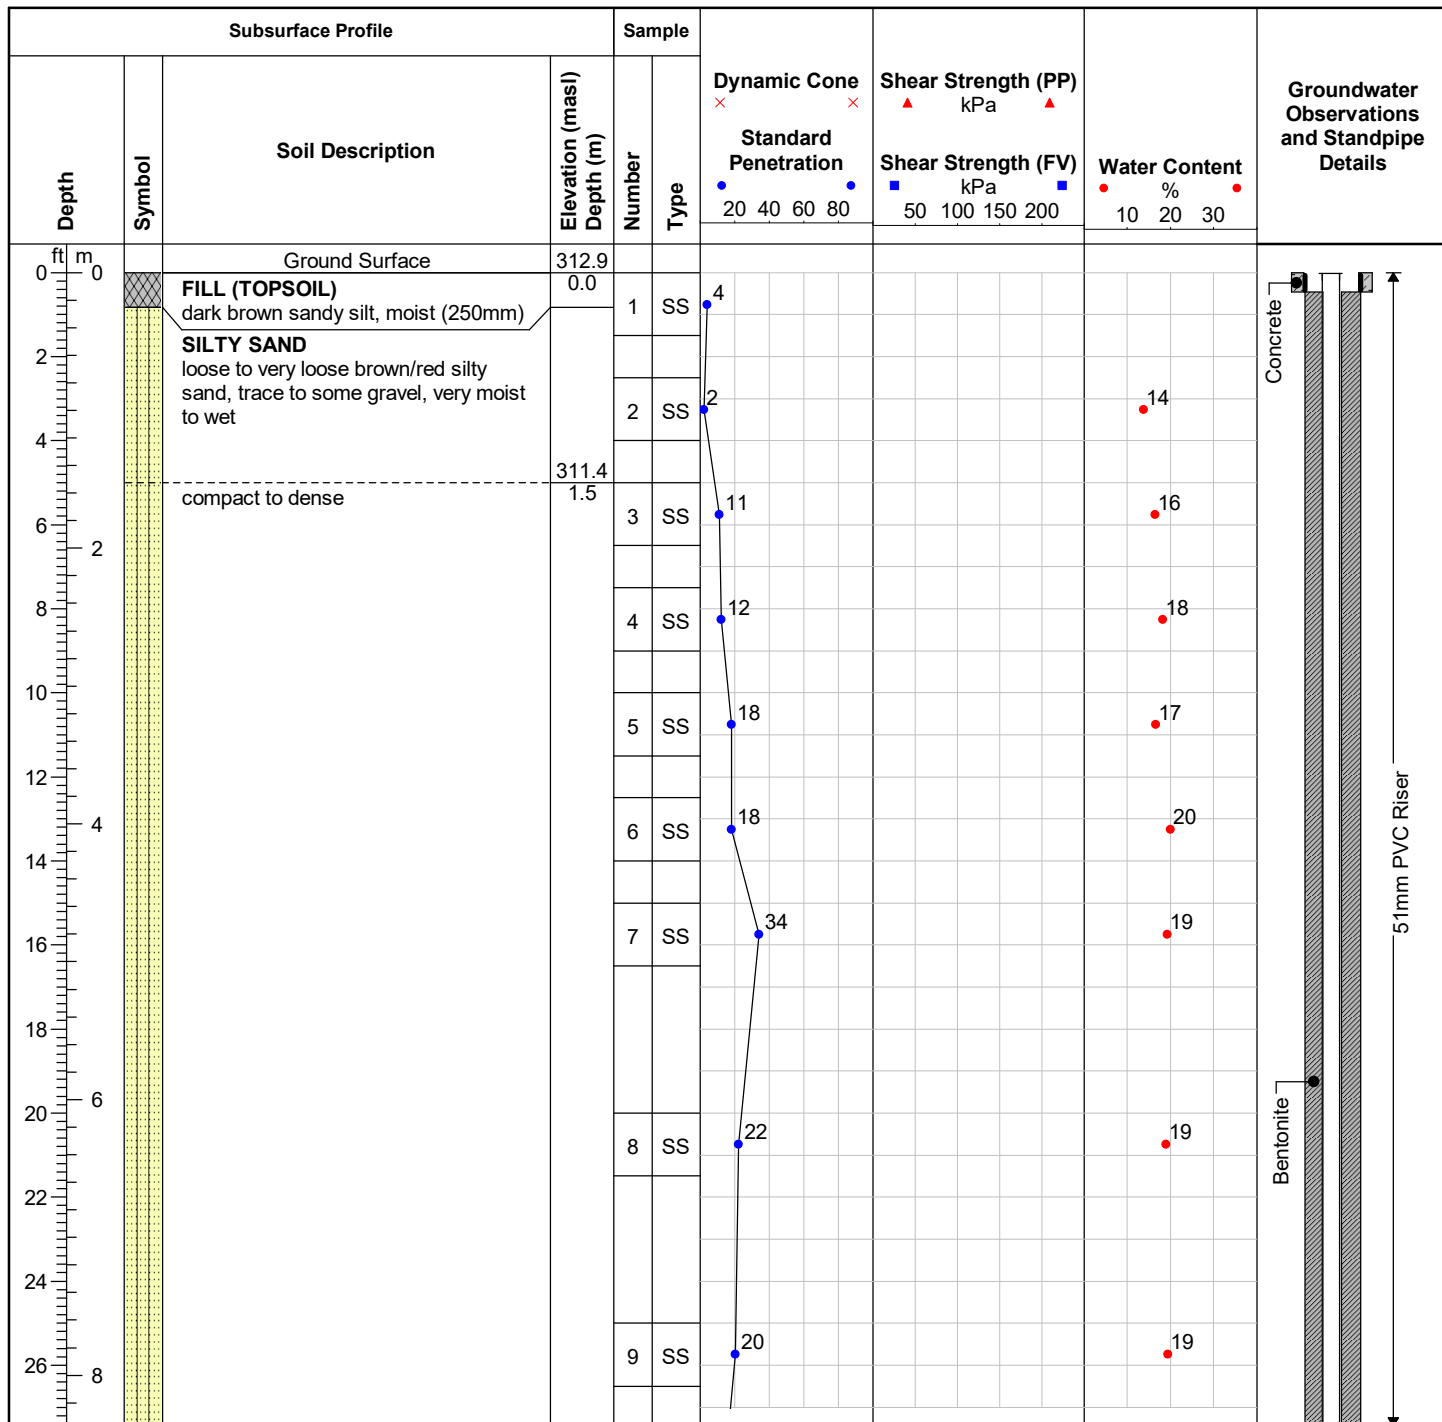 Subsurface Profile
Sample
Depth
Symbol
Soil Description
Elevation (masl)
Depth (m)
Number
Type
Dynamic Cone
Standard
Penetration
20 40 60 80
Shear Strength (PP)
kPa
Shear Strength (FV)
kPa
50 100 150 200
Water Content
%
10 20 30
Groundwater
Observations
and Standpipe
Details
ft m
0 0
Ground Surface
312.9
0.0
FILL (TOPSOIL)
dark brown sandy silt, moist (250mm)
1 SS 4
SILTY SAND
loose to very loose brown/red silty
sand, trace to some gravel, very moist
to wet
2
2 SS 2 14
4
311.4
1.5
compact to dense
3 SS 11 16
6
2
8
4 SS 12 18
10
5 SS 18 17
12
4
6 SS 18 20
14
7 SS 34 19
16
18
6
20
8 SS 22 19
22
24
9 SS 20 19
26
8
Concrete
Bentonite
51mm PVC Riser